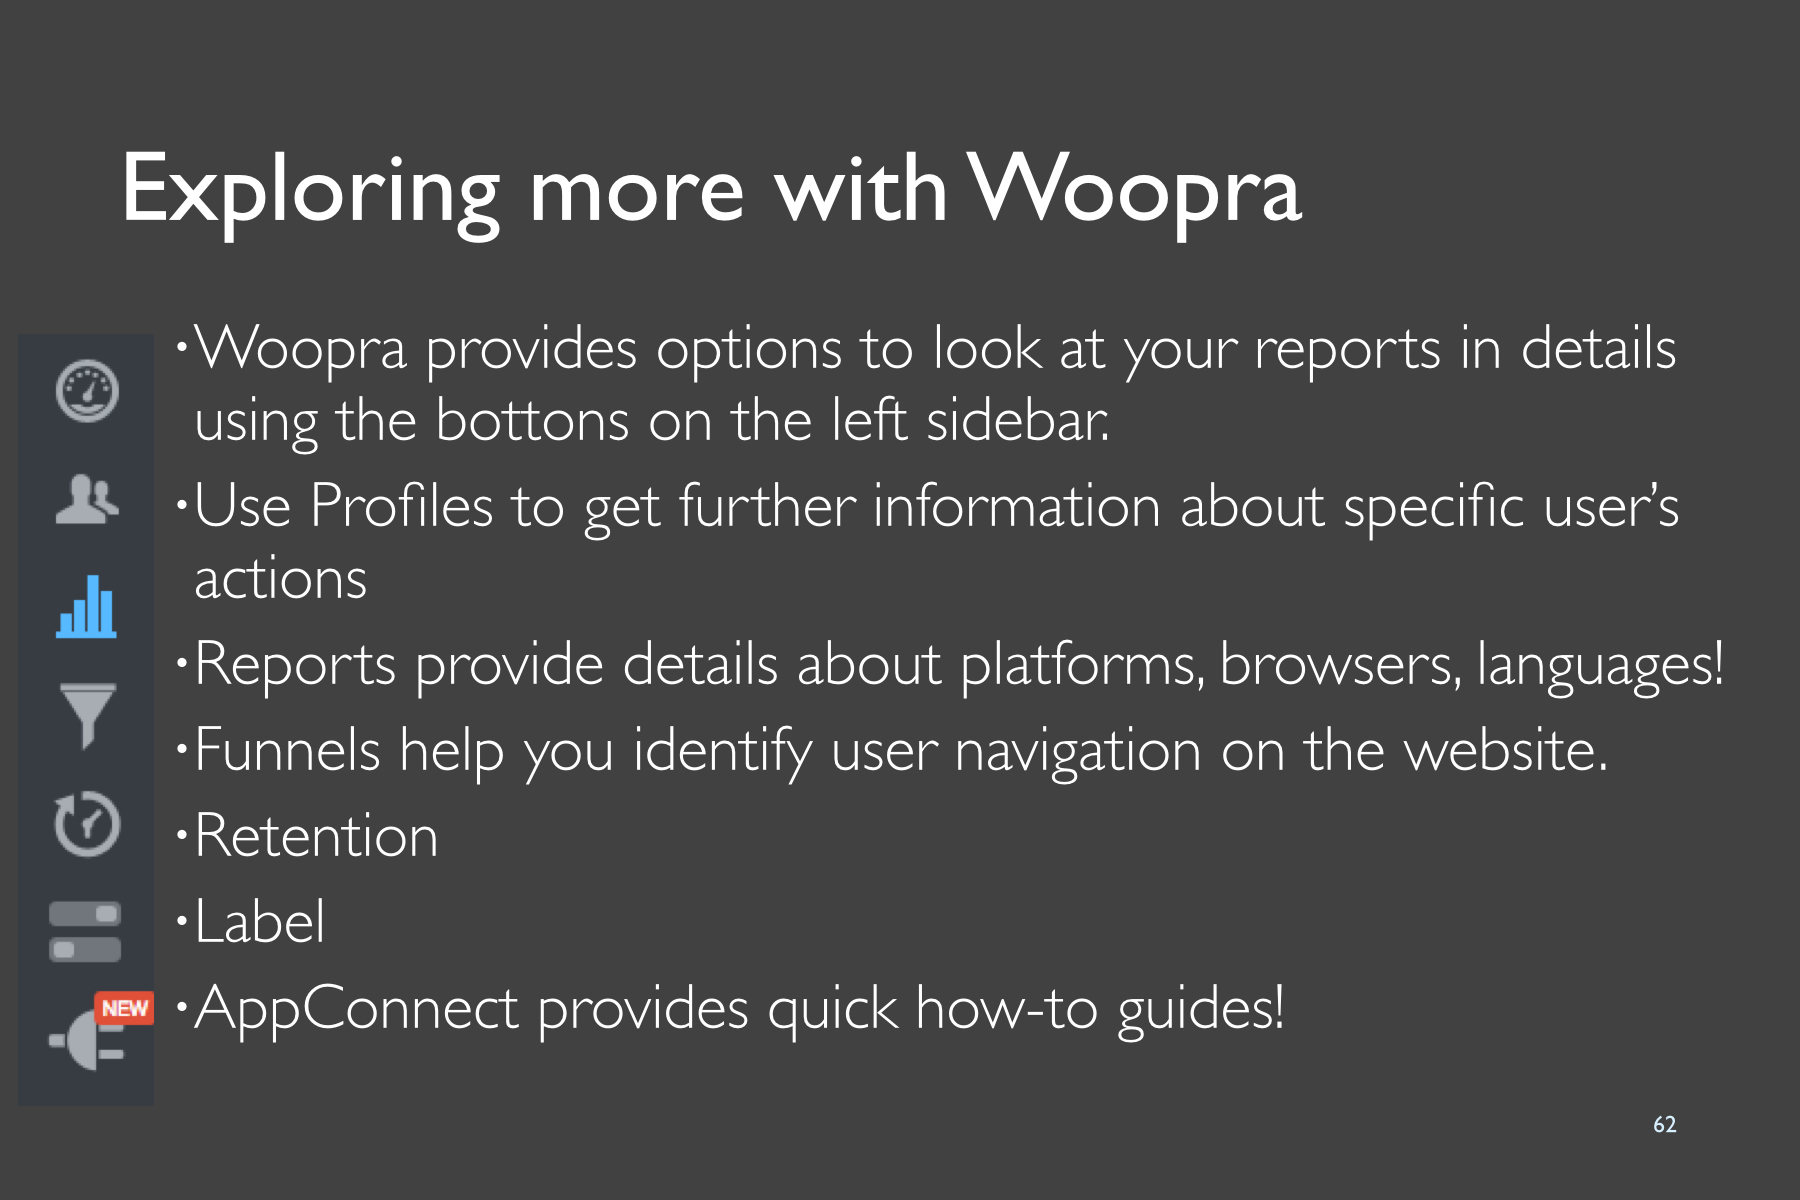 Exploring more with Woopra
•Woopra provides options to look at your reports in details
using the bottons on the left sidebar.
•Use Profiles to get further information about specific user’s
actions
•Reports provide details about platforms, browsers, languages!
•Funnels help you identify user navigation on the website.
•Retention
•Label
NEW
•AppConnect provides quick how-to guides!
62